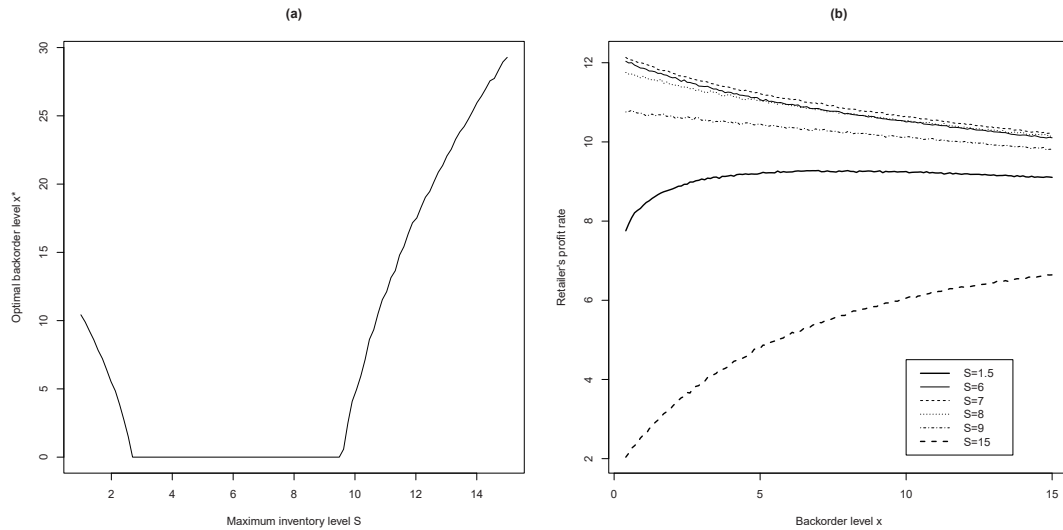 (a)
Optimal backorder level x*
30
25
20
15
10
5
0
2
4
6
8
10
12
14
Maximum inventory level S
(b)
Retailer's profit rate
12
10
8
6
4
2
S=1.5
S=6
S=7
S=8
S=9
S=15
0
5
10
15
Backorder level x